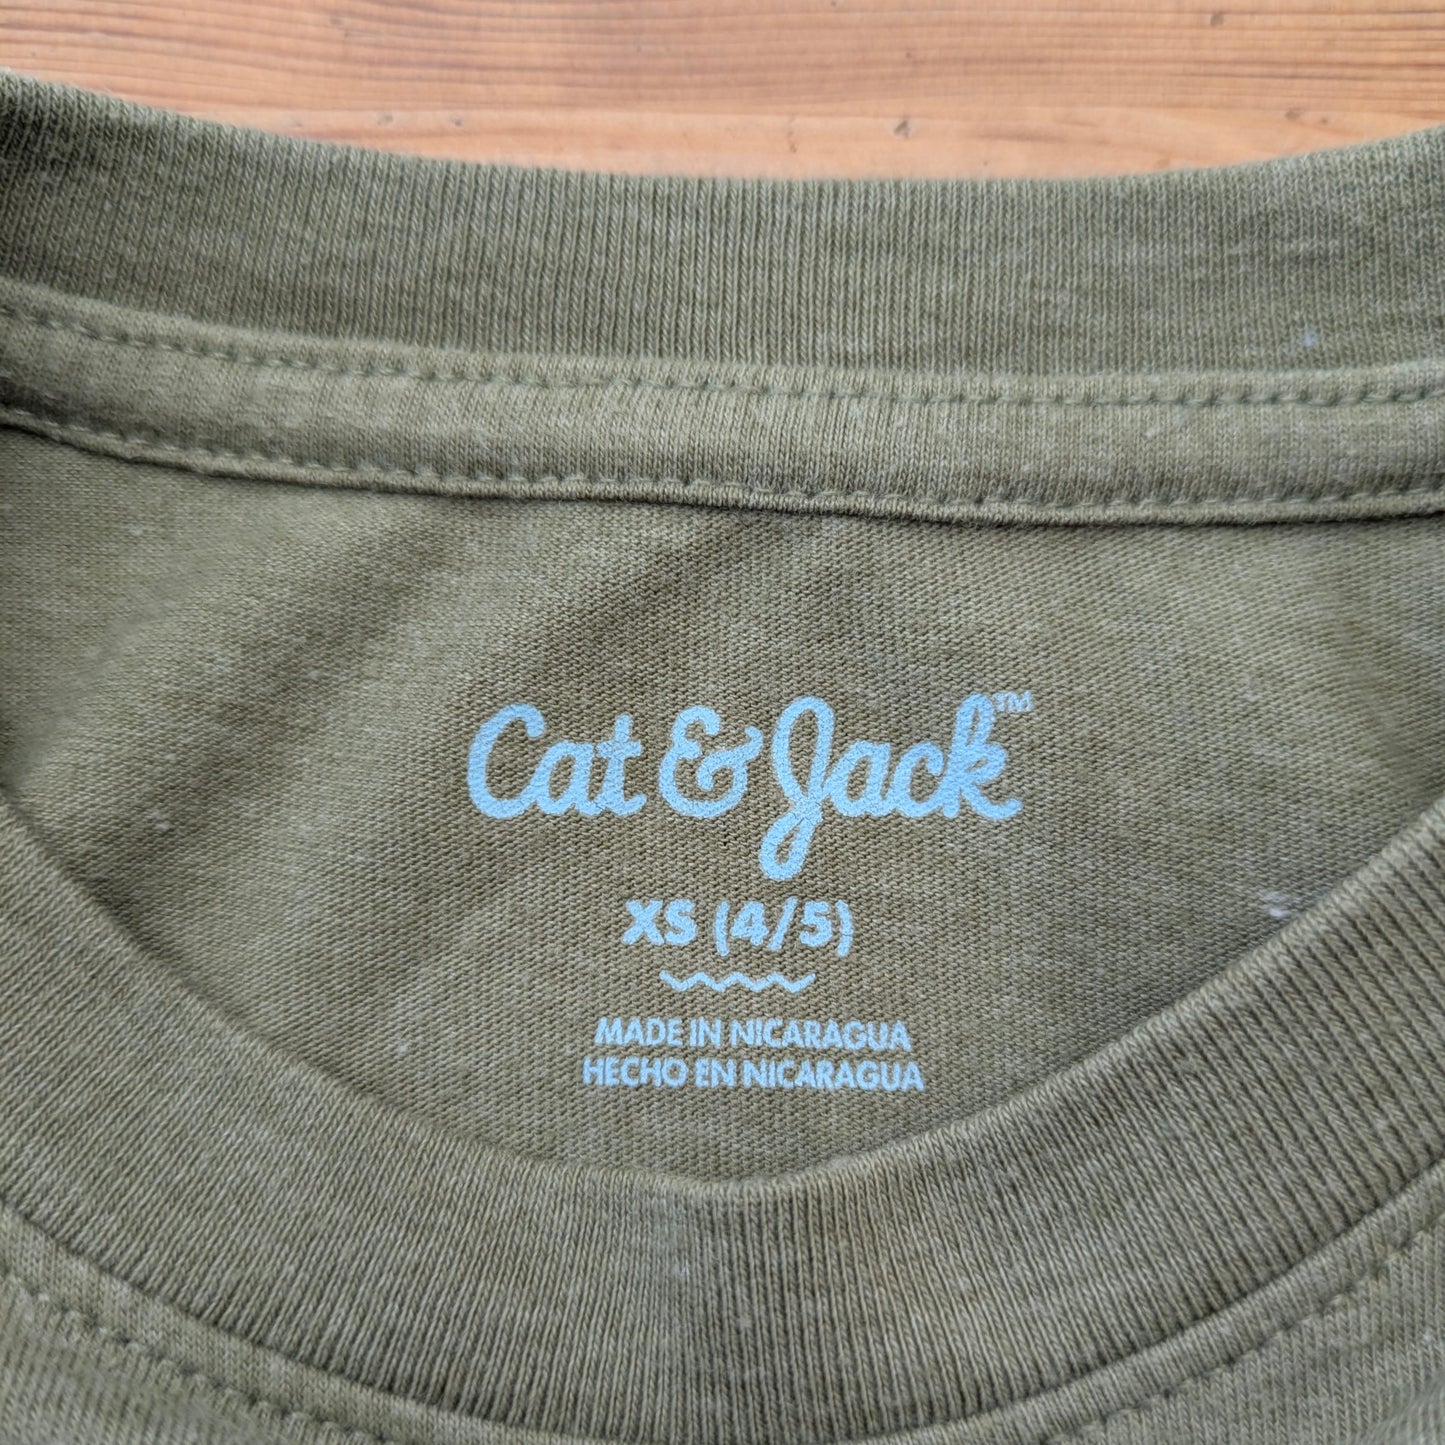 Cat & Jack™
XS (4/5)
MADE IN NICARAGUA
HECHO EN NICARAGUA